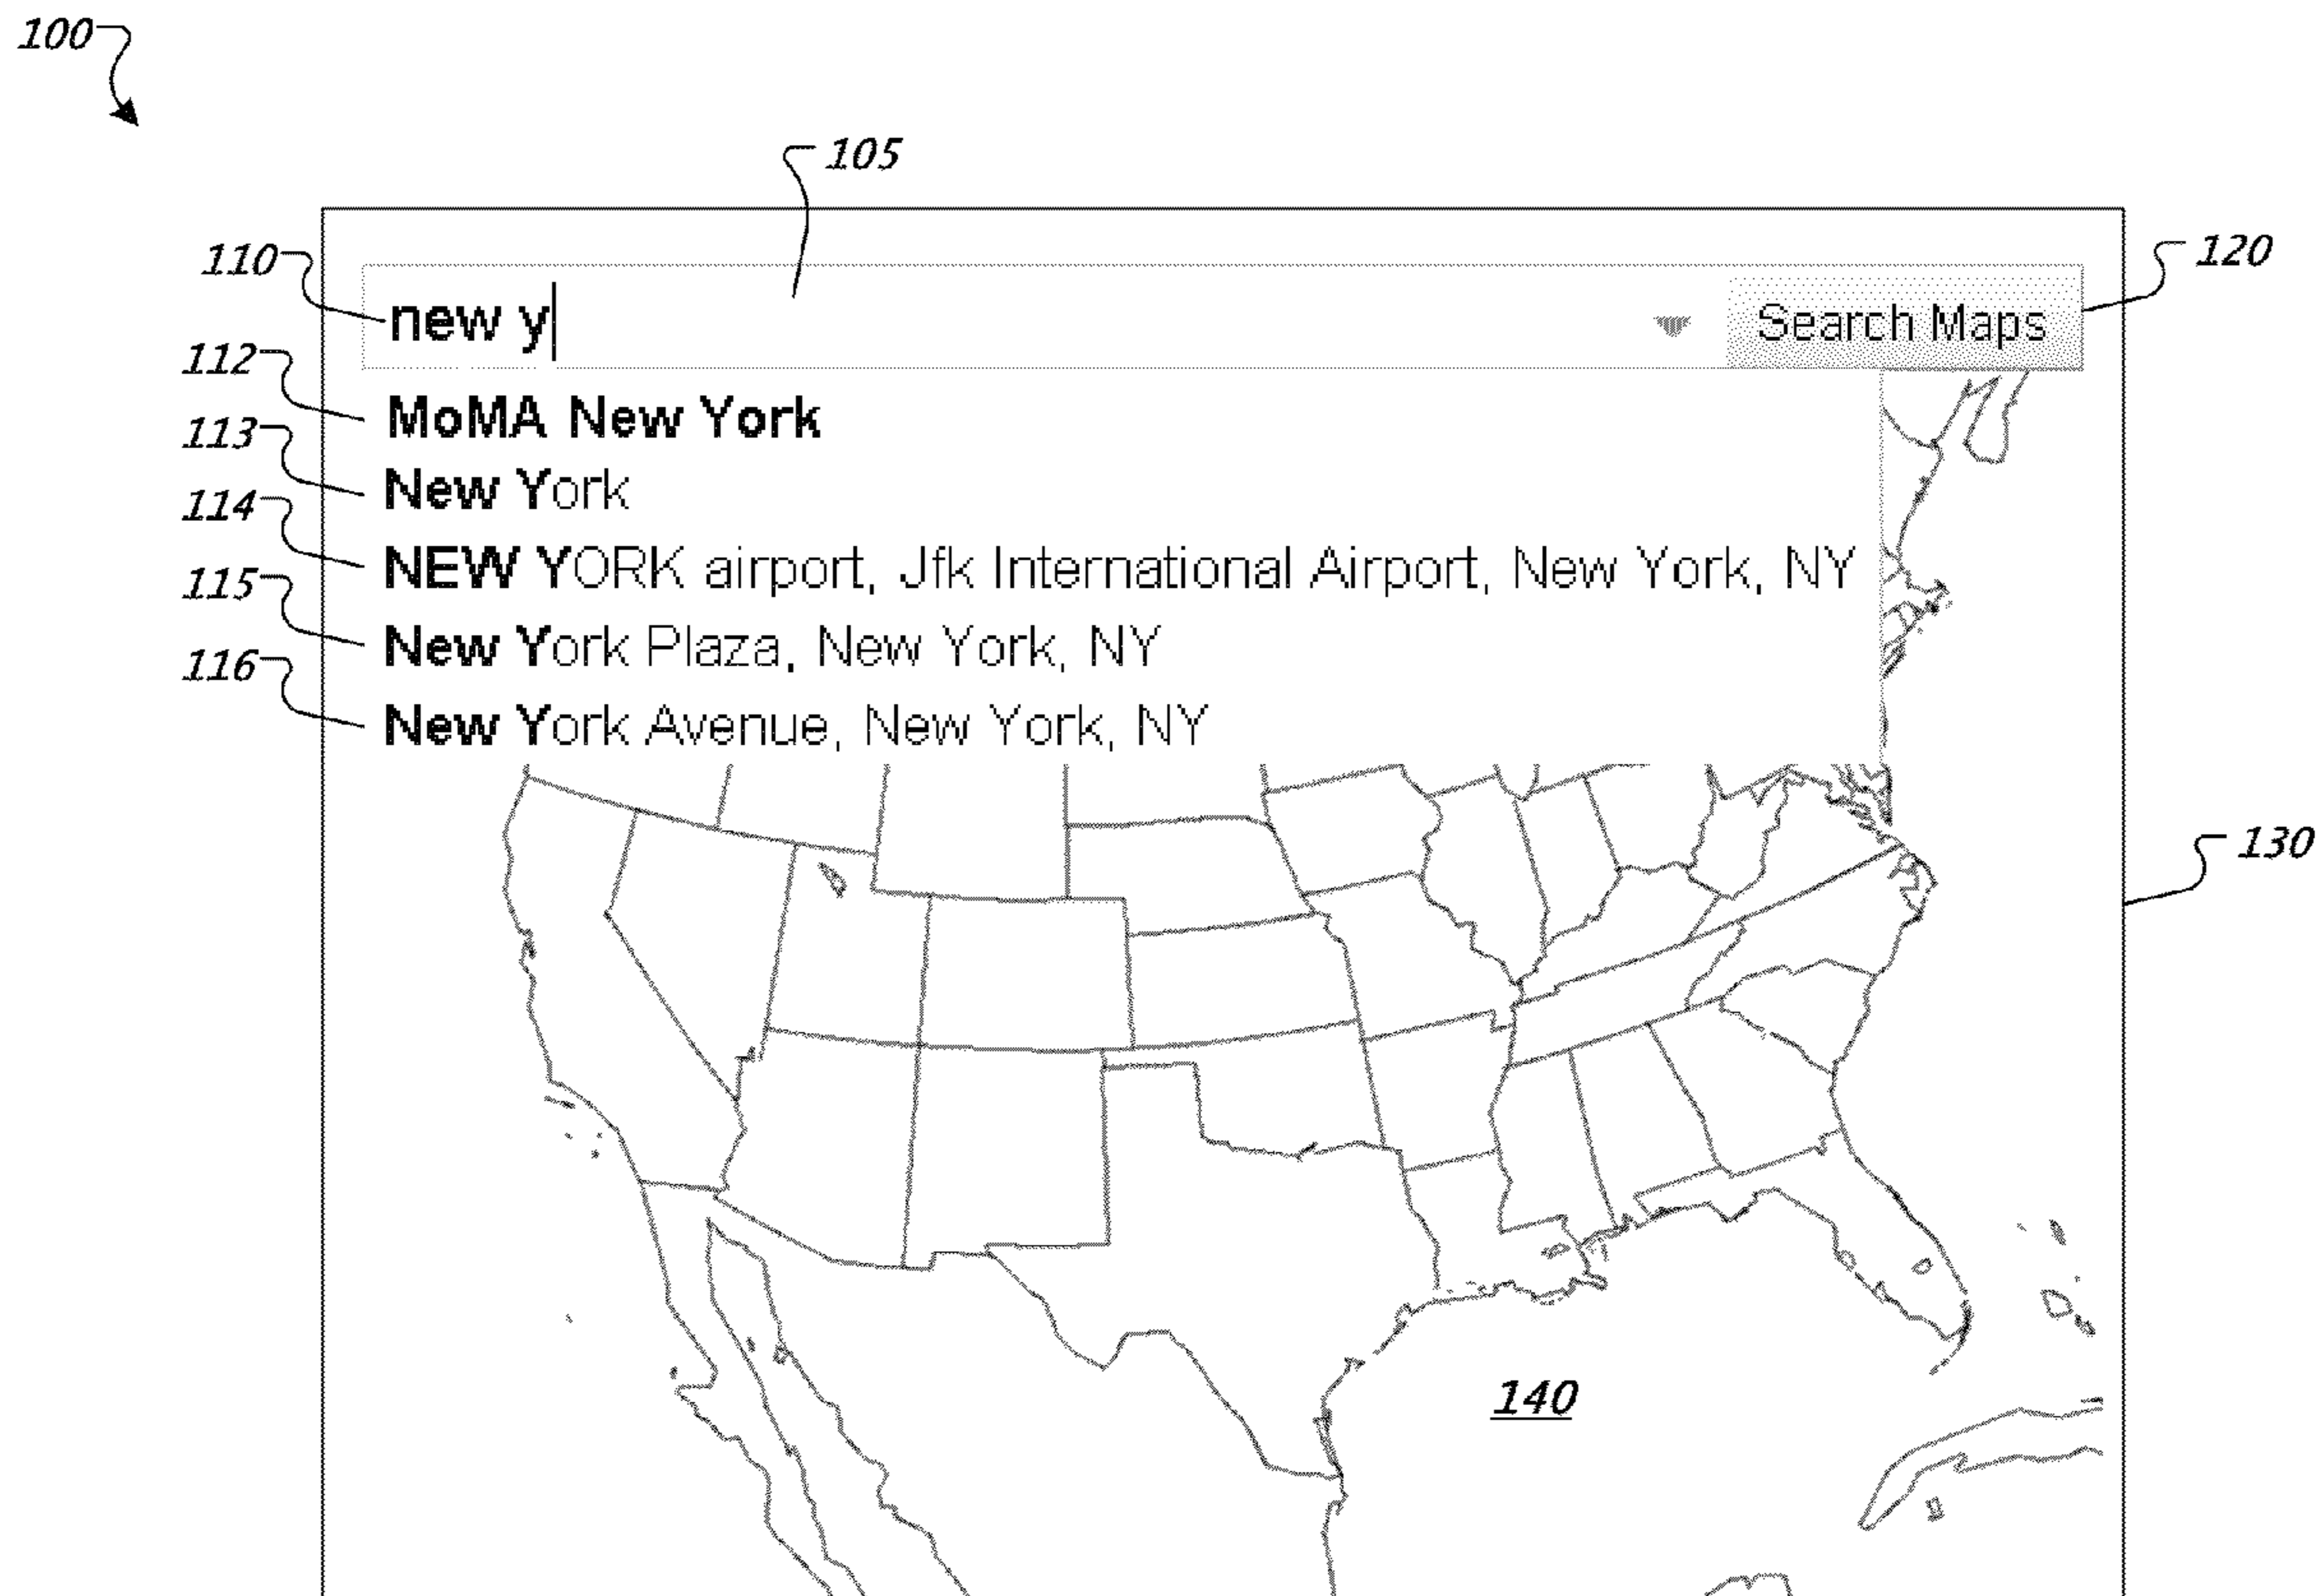 100
105
110
new y
Search Maps
120
112
MoMA New York
113
New York
114
NEW YORK airport, Jfk International Airport, New York, NY
115
New York Plaza, New York, NY
116
New York Avenue, New York, NY
130
140